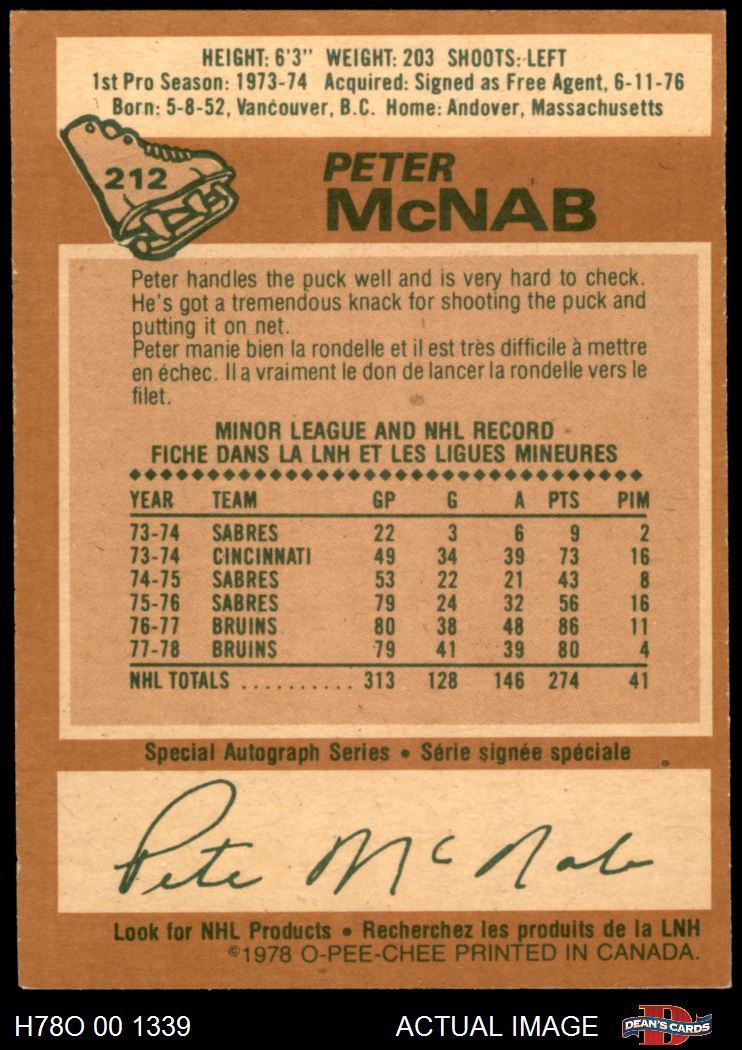 HEIGHT: 6'3" WEIGHT: 203 SHOOTS: LEFT
1st Pro Season: 1973-74 Acquired: Signed as Free Agent, 6-11-76
Born: 5-8-52, Vancouver, B.C. Home: Andover, Massachusetts
212
PETER
McNAB
Peter handles the puck well and is very hard to check.
He's got a tremendous knack for shooting the puck and
putting it on net.
Peter manie bien la rondelle et il est très difficile à mettre
en échec. Il a vraiment le don de lancer la rondelle vers le
filet.
MINOR LEAGUE AND NHL RECORD
FICHE DANS LA LNH ET LES LIGUES MINEURES
YEAR TEAM GP G A PTS PIM
73-74 SABRES 22 3 6 9 2
73-74 CINCINNATI 49 34 39 73 16
74-75 SABRES 53 22 21 43 8
75-76 SABRES 79 24 32 56 16
76-77 BRUINS 80 38 48 86 11
77-78 BRUINS 79 41 39 80 4
NHL TOTALS .......... 313 128 146 274 41
Special Autograph Series • Série signée spéciale
Pete McNab
Look for NHL Products • Recherchez les produits de la LNH
©1978 O-PEE-CHEE PRINTED IN CANADA.
H78O 00 1339 ACTUAL IMAGE D DEAN'S CARDS